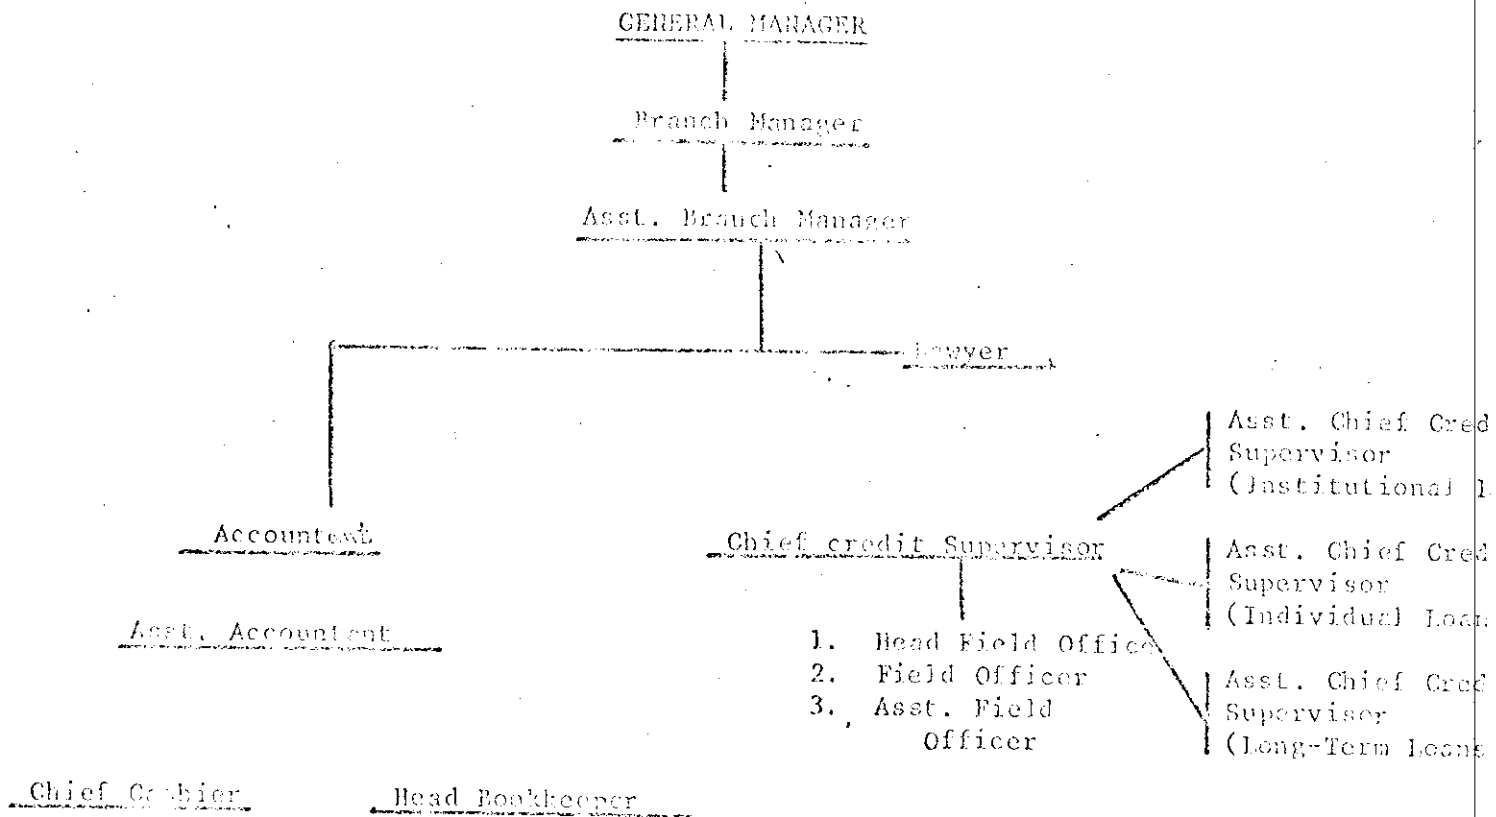 GENERAL MANAGER
Branch Manager
Asst. Branch Manager
Lawyer
Asst. Chief Cred
Supervisor
(Institutional L
Accountant
Chief credit Supervisor
Asst. Chief Cred
Supervisor
(Individual Loans
Asst. Accountant
1. Head Field Office
2. Field Officer
3. Asst. Field
Officer
Asst. Chief Cred
Supervisor
(Long-Term Loans
Chief Cashier
Head Bookkeeper